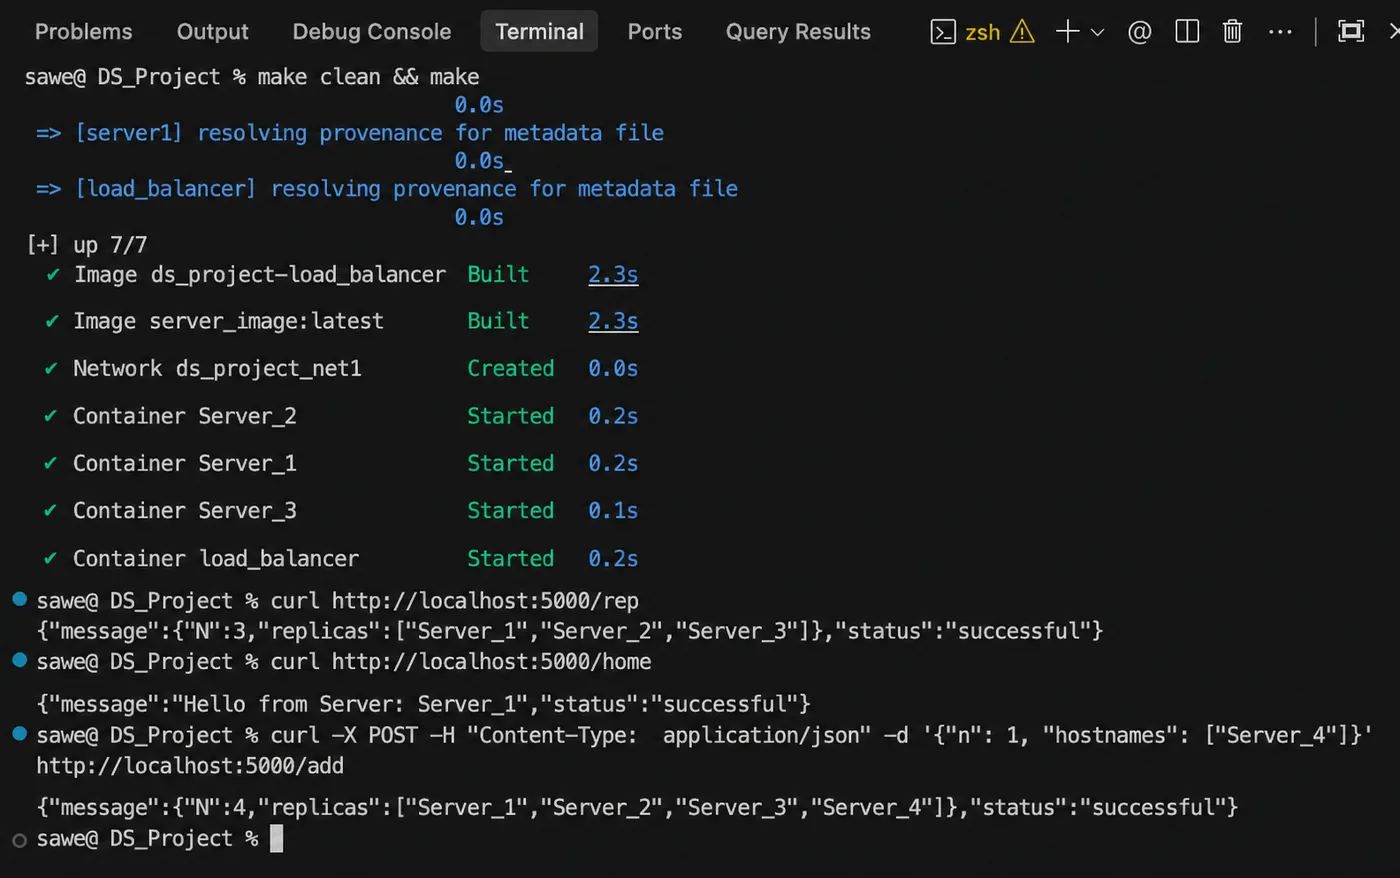 Problems Output Debug Console Terminal Ports Query Results zsh
sawe@ DS_Project % make clean && make
0.0s
=> [server1] resolving provenance for metadata file
0.0s_
=> [load_balancer] resolving provenance for metadata file
0.0s
[+] up 7/7
✔ Image ds_project-load_balancer Built 2.3s
✔ Image server_image:latest Built 2.3s
✔ Network ds_project_net1 Created 0.0s
✔ Container Server_2 Started 0.2s
✔ Container Server_1 Started 0.2s
✔ Container Server_3 Started 0.1s
✔ Container load_balancer Started 0.2s
sawe@ DS_Project % curl http://localhost:5000/rep
{"message":{"N":3,"replicas":["Server_1","Server_2","Server_3"]},"status":"successful"}
sawe@ DS_Project % curl http://localhost:5000/home
{"message":"Hello from Server: Server_1","status":"successful"}
sawe@ DS_Project % curl -X POST -H "Content-Type:  application/json" -d '{"n": 1, "hostnames": ["Server_4"]}'
http://localhost:5000/add
{"message":{"N":4,"replicas":["Server_1","Server_2","Server_3","Server_4"]},"status":"successful"}
sawe@ DS_Project %